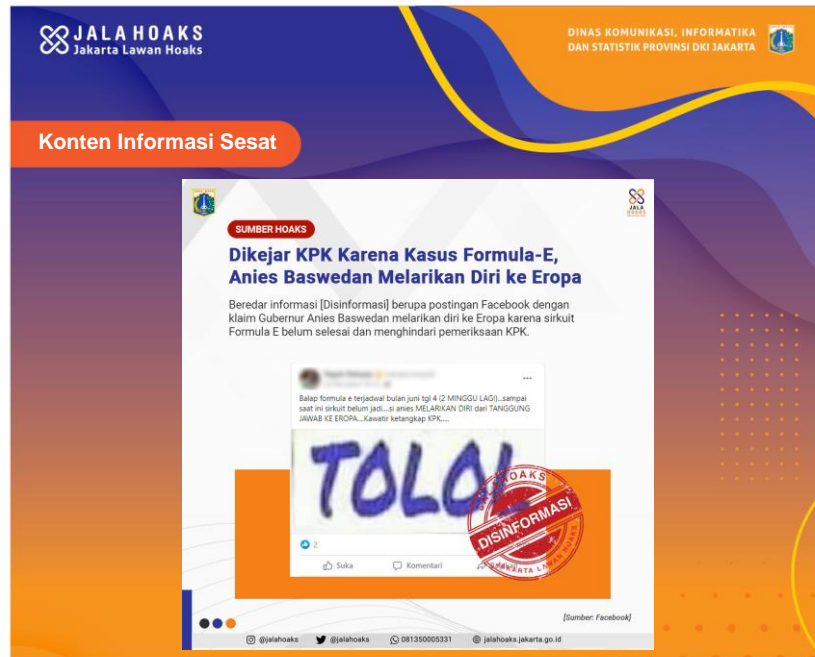 JALAHOAKS
Jakarta Lawan Hoaks
DINAS KOMUNIKASI, INFORMATIKA
DAN STATISTIK PROVINSI DKI JAKARTA
Konten Informasi Sesat
JALA
HOAKS
SUMBER HOAKS
Dikejar KPK Karena Kasus Formula-E,
Anies Baswedan Melarikan Diri ke Eropa
Beredar informasi [Disinformasi] berupa postingan Facebook dengan
klaim Gubernur Anies Baswedan melarikan diri ke Eropa karena sirkuit
Formula E belum selesai dan menghindari pemeriksaan KPK.
Balap formula e terjadwal bulan juni tgl 4 (2 MINGGU LAGI)...sampai
saat ini sirkuit belum jadi....si anies MELARIKAN DIRI dari TANGGUNG
JAWAB KE EROPA...Kawatir ketangkap KPK....
TOLOL
JALA HOAKS
DISINFORMASI
JAKARTA LAWAN HOAKS
2
Suka
Komentari
[Sumber: Facebook]
@jalahoaks
@jalahoaks
081350005331
jalahoaks.jakarta.go.id